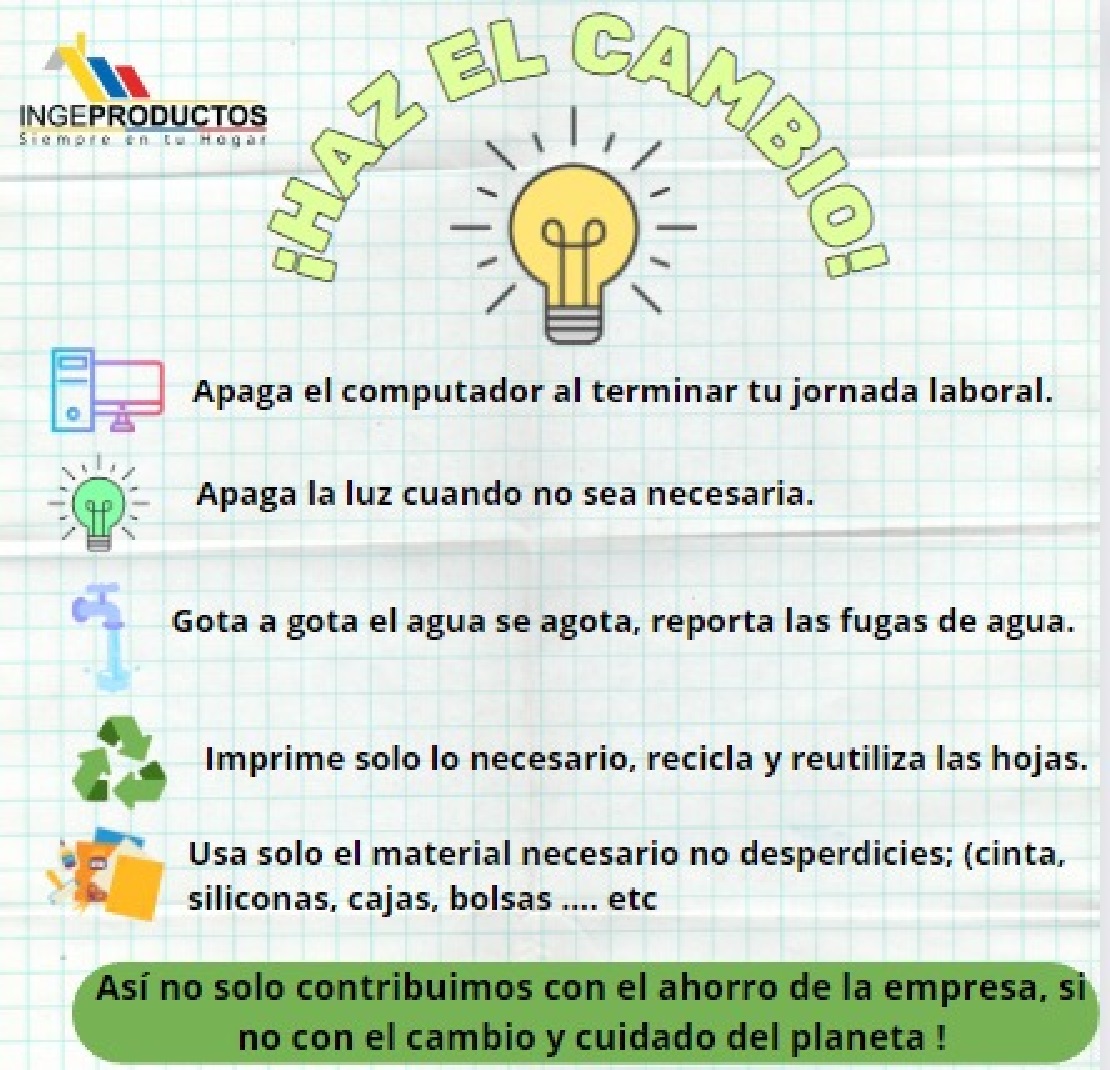 INGEPRODUCTOS
Siempre en tu Hogar
¡HAZ EL CAMBIO!
Apaga el computador al terminar tu jornada laboral.
Apaga la luz cuando no sea necesaria.
Gota a gota el agua se agota, reporta las fugas de agua.
Imprime solo lo necesario, recicla y reutiliza las hojas.
Usa solo el material necesario no desperdicies; (cinta,
siliconas, cajas, bolsas .... etc
Así no solo contribuimos con el ahorro de la empresa, si
no con el cambio y cuidado del planeta !